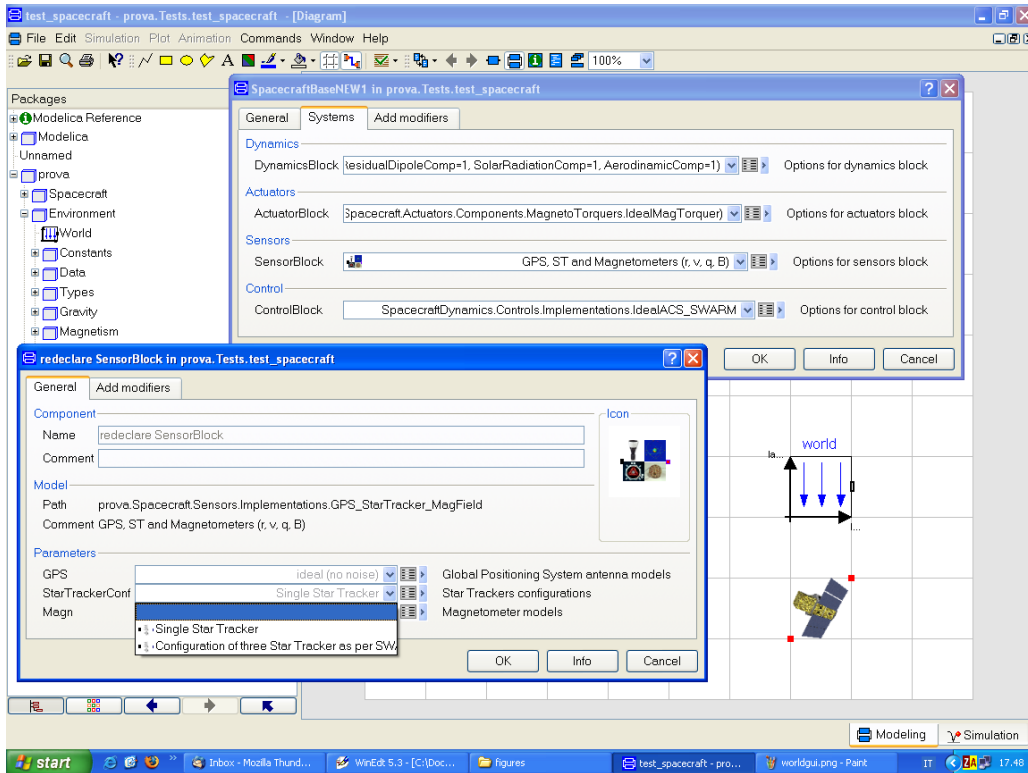 test_spacecraft - prova.Tests.test_spacecraft - [Diagram]
File Edit Simulation Plot Animation Commands Window Help
100%
Packages
Modelica Reference
Modelica
Unnamed
prova
Spacecraft
Environment
World
Constants
Data
Types
Gravity
Magnetism
SpacecraftBaseNEW1 in prova.Tests.test_spacecraft
General Systems Add modifiers
Dynamics
DynamicsBlock ResidualDipoleComp=1, SolarRadiationComp=1, AerodinamicComp=1) Options for dynamics block
Actuators
ActuatorBlock Spacecraft.Actuators.Components.MagnetoTorquers.IdealMagTorquer) Options for actuators block
Sensors
SensorBlock GPS, ST and Magnetometers (r, v, q, B) Options for sensors block
Control
ControlBlock SpacecraftDynamics.Controls.Implementations.IdealACS_SWARM Options for control block
OK Info Cancel
redeclare SensorBlock in prova.Tests.test_spacecraft
General Add modifiers
Component
Name redeclare SensorBlock
Comment
Icon
Model
Path prova.Spacecraft.Sensors.Implementations.GPS_StarTracker_MagField
Comment GPS, ST and Magnetometers (r, v, q, B)
Parameters
GPS ideal (no noise) Global Positioning System antenna models
StarTrackerConf Single Star Tracker Star Trackers configurations
Magn Magnetometer models
Single Star Tracker
Configuration of three Star Tracker as per SWA
OK Info Cancel
world
la...
l...
Modeling Simulation
start Inbox - Mozilla Thund... WinEdt 5.3 - [C:\Doc... figures test_spacecraft - pro... worldgui.png - Paint IT ZA 17.48